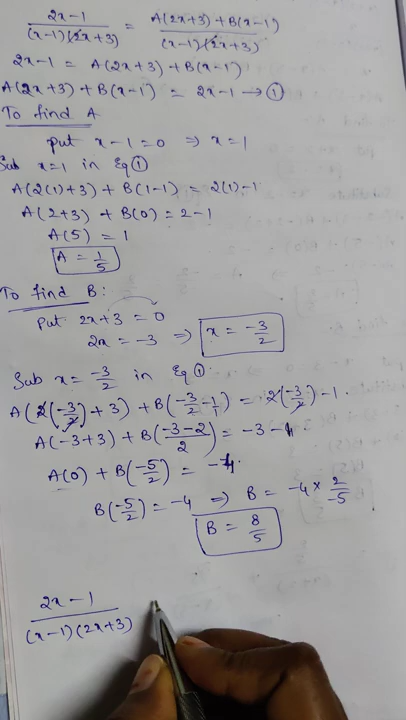 (2x-1)/((x-1)(2x+3)) = (A(2x+3)+B(x-1))/((x-1)(2x+3))
2x-1 = A(2x+3)+B(x-1)
A(2x+3)+B(x-1) = 2x-1 → ①
To find A
put x-1=0 ⇒ x=1
Sub x=1 in Eq ①
A(2(1)+3) + B(1-1) = 2(1)-1
A(2+3) + B(0) = 2-1
A(5) = 1
A = 1/5
To find B:
Put 2x+3 = 0
2x = -3 ⇒ x = -3/2
Sub x = -3/2 in Eq ①
A(2(-3/2)+3) + B(-3/2 - 1/1) = 2(-3/2)-1
A(-3+3) + B((-3-2)/2) = -3-1
A(0) + B(-5/2) = -4
B(-5/2) = -4 ⇒ B = -4 × 2/-5
B = 8/5
(2x-1)/((x-1)(2x+3))